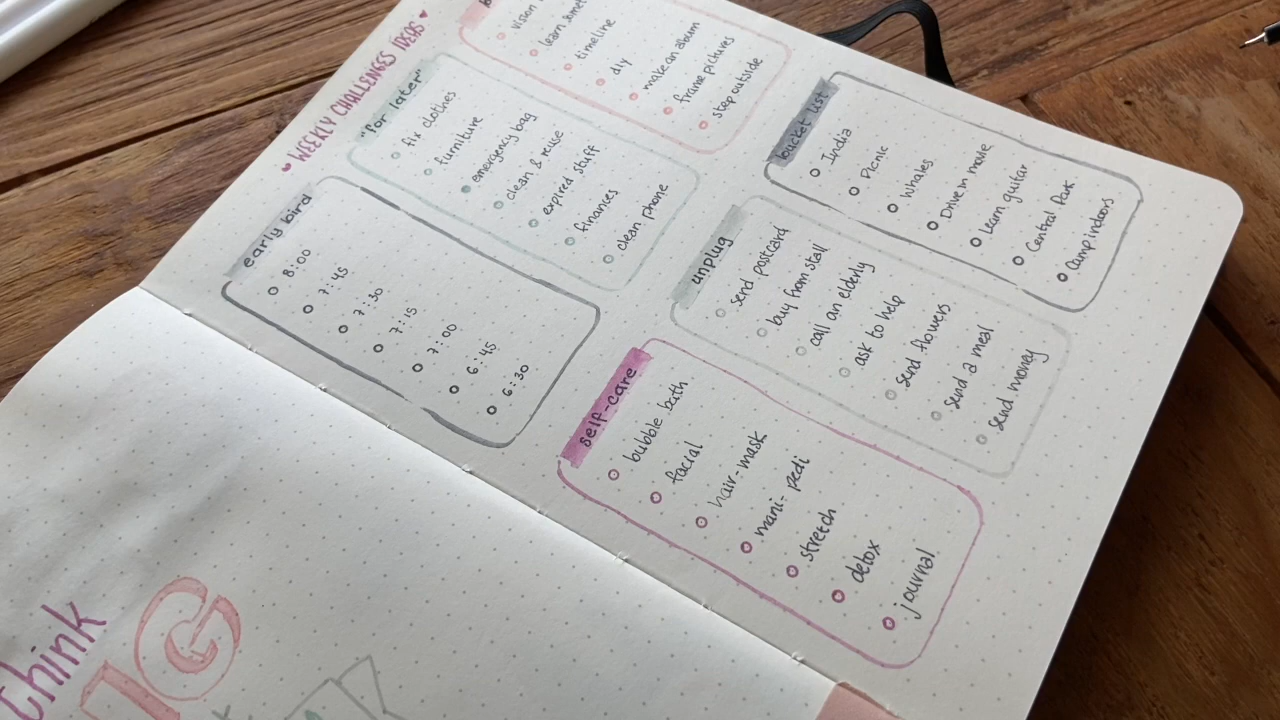 WEEKLY CHALLENGES IDEAS
early bird
8:00
7:45
7:30
7:15
7:00
6:45
6:30
"for later"
fix clothes
furniture
emergency bag
clean & reuse
expired stuff
finances
clean phone
vision
learn
timeline
diy
make an album
frame pictures
step outside
self-care
bubble bath
facial
hair-mask
mani-pedi
stretch
detox
journal
unplug
send postcard
buy from stall
call an elderly
ask to help
send flowers
send a meal
send money
bucket list
India
Picnic
Whales
Drive in movie
Learn guitar
Central Park
Camp indoors
think